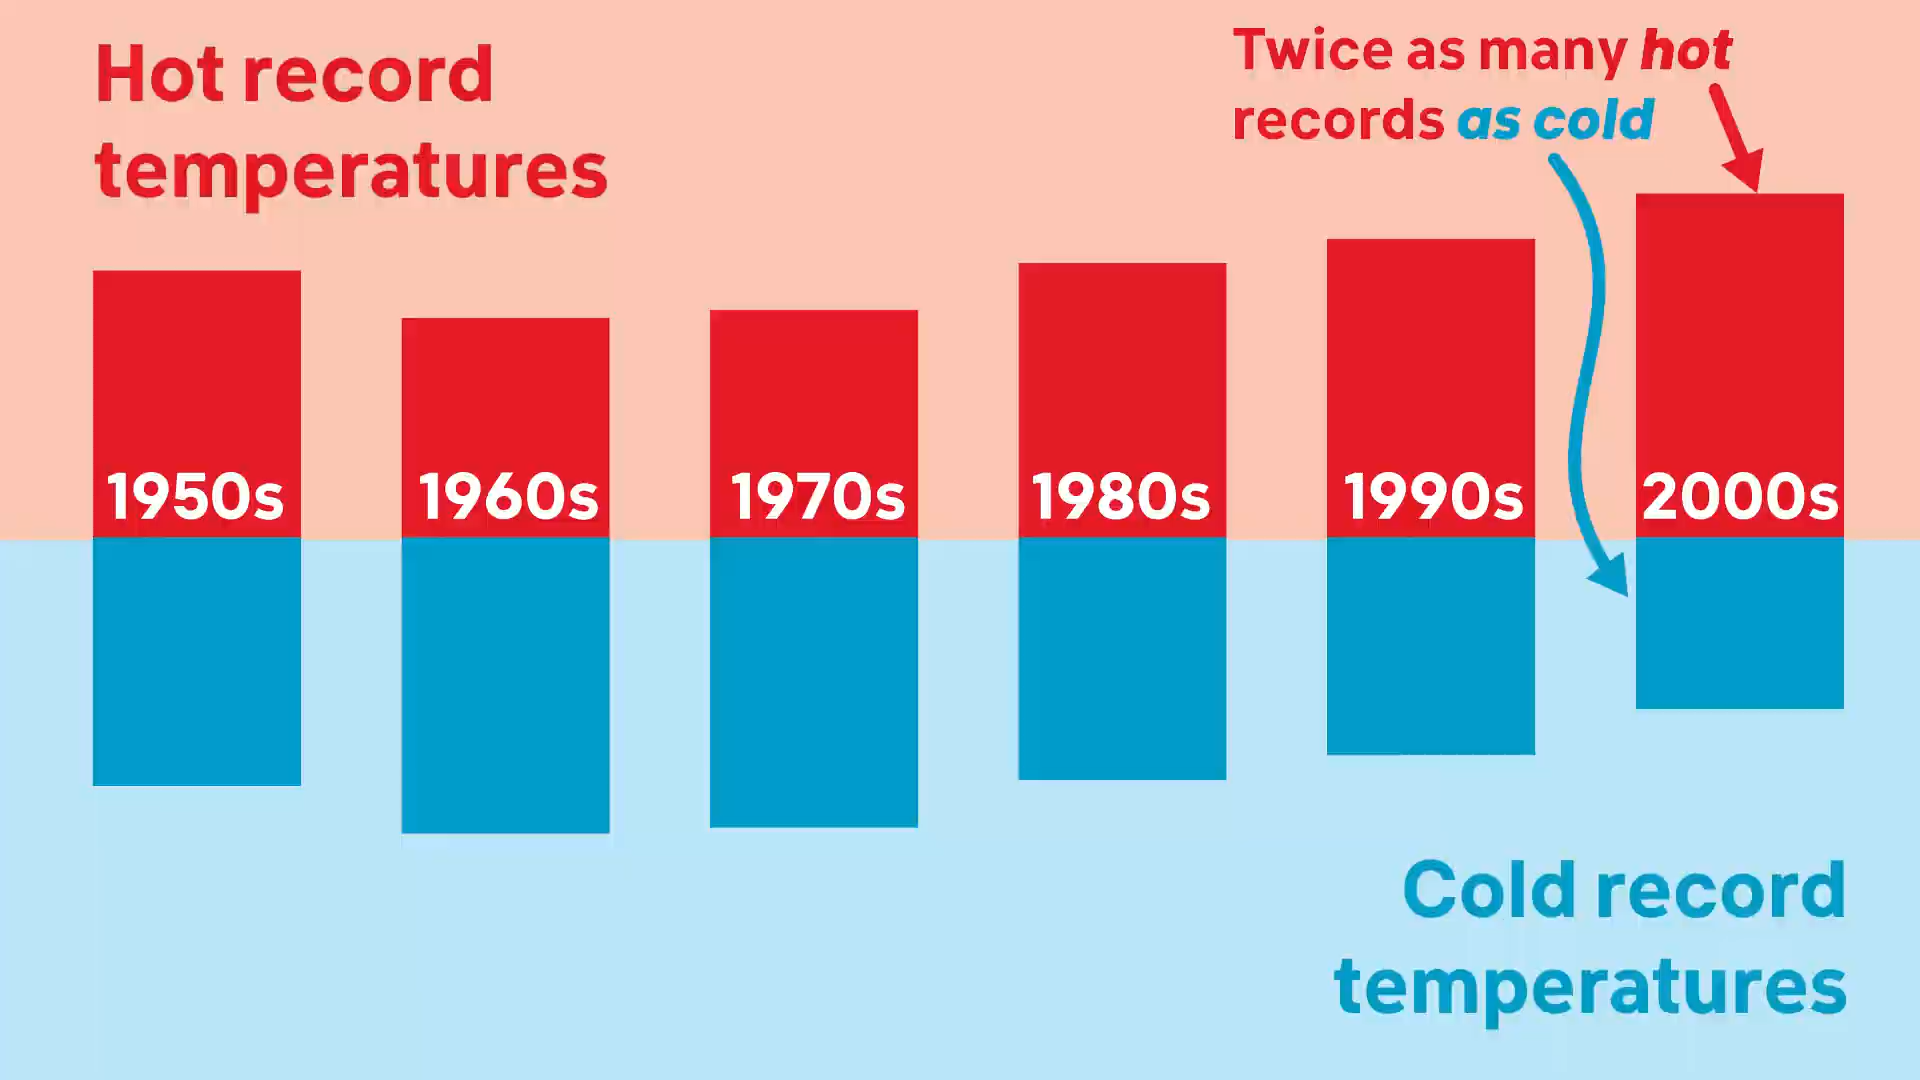 Hot record
temperatures
Twice as many hot
records as cold
1950s
1960s
1970s
1980s
1990s
2000s
Cold record
temperatures